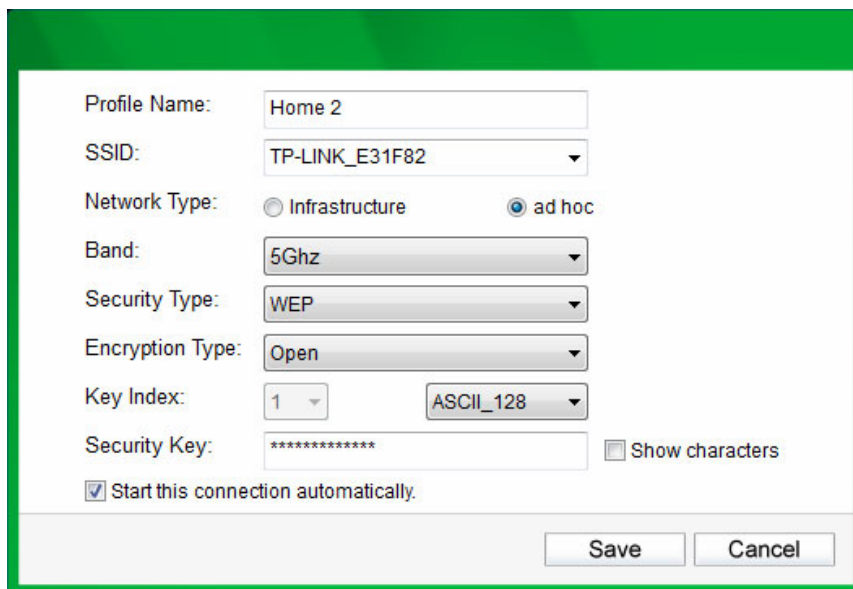 Profile Name: Home 2
SSID: TP-LINK_E31F82
Network Type: Infrastructure ad hoc
Band: 5Ghz
Security Type: WEP
Encryption Type: Open
Key Index: 1 ASCII_128
Security Key: ************* Show characters
Start this connection automatically.
Save Cancel